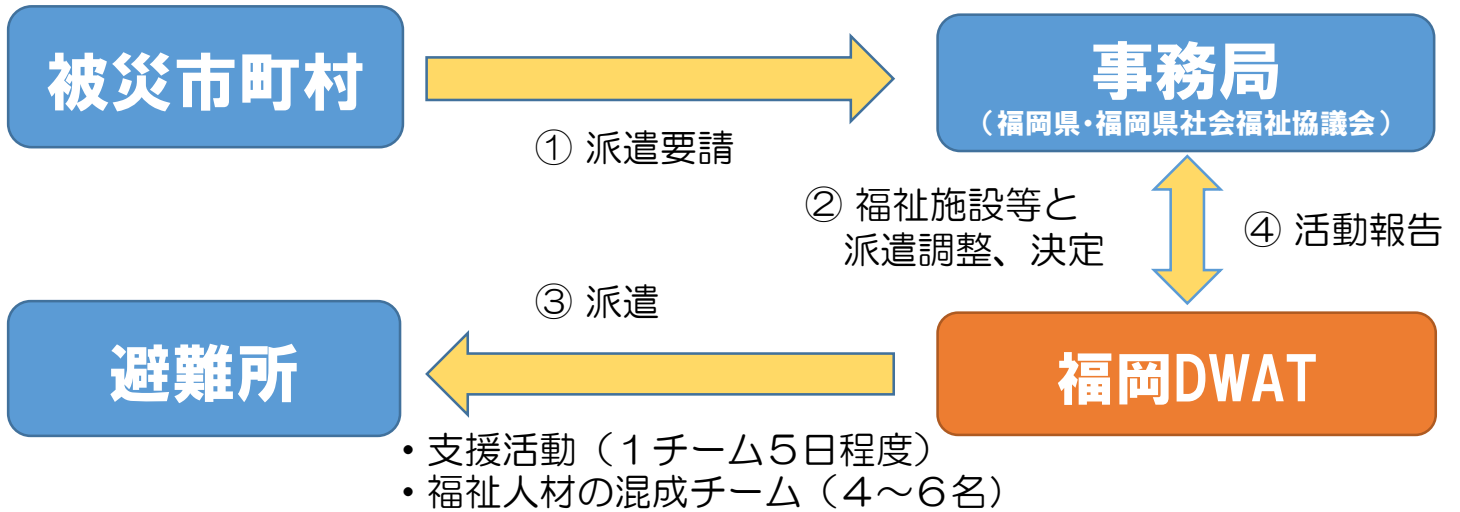 被災市町村
事務局
（福岡県・福岡県社会福祉協議会）
① 派遣要請
② 福祉施設等と
派遣調整、決定
④ 活動報告
③ 派遣
避難所
福岡DWAT
・支援活動（１チーム５日程度）
・福祉人材の混成チーム（４～６名）